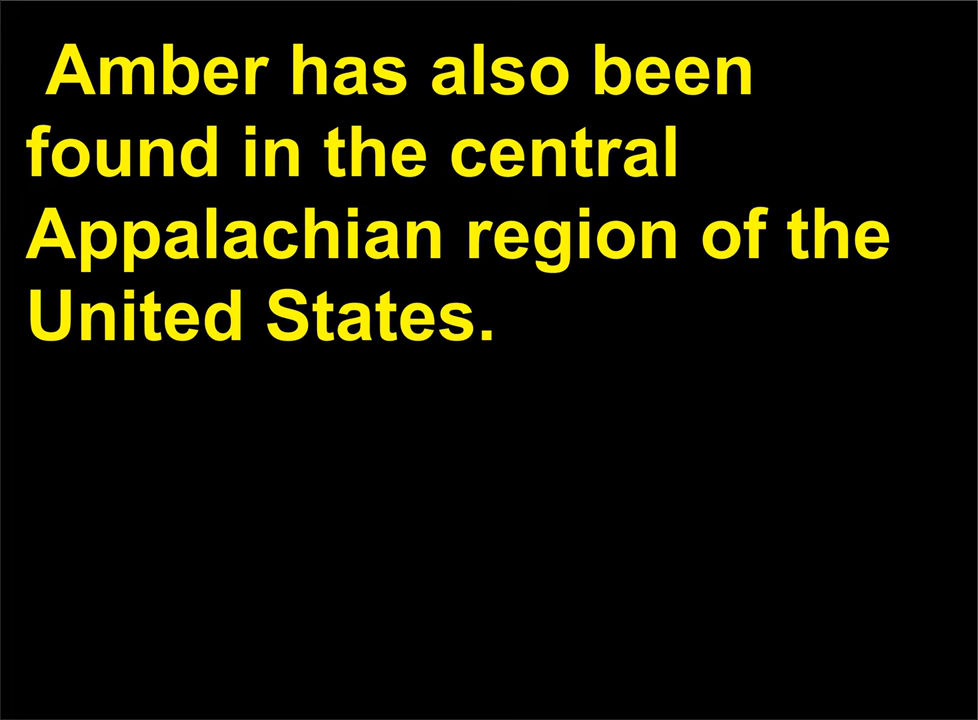 Amber has also been
found in the central
Appalachian region of the
United States.